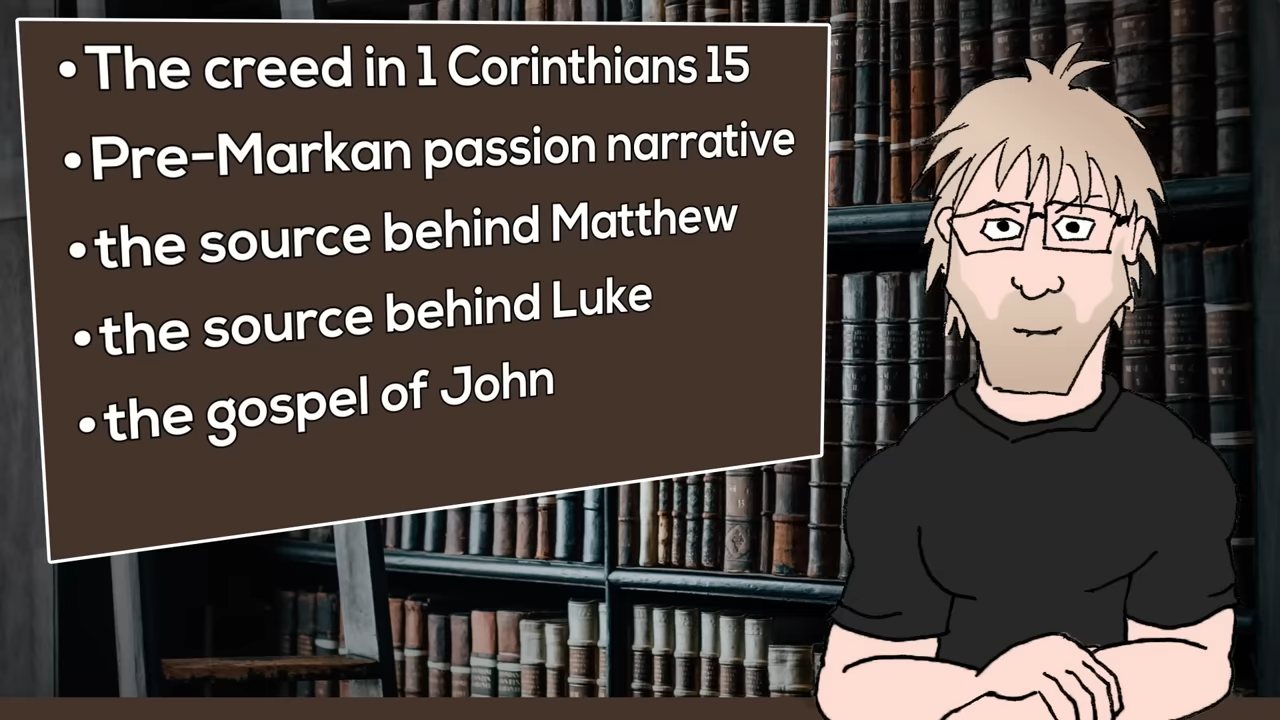 • The creed in 1 Corinthians 15
• Pre-Markan passion narrative
• the source behind Matthew
• the source behind Luke
• the gospel of John